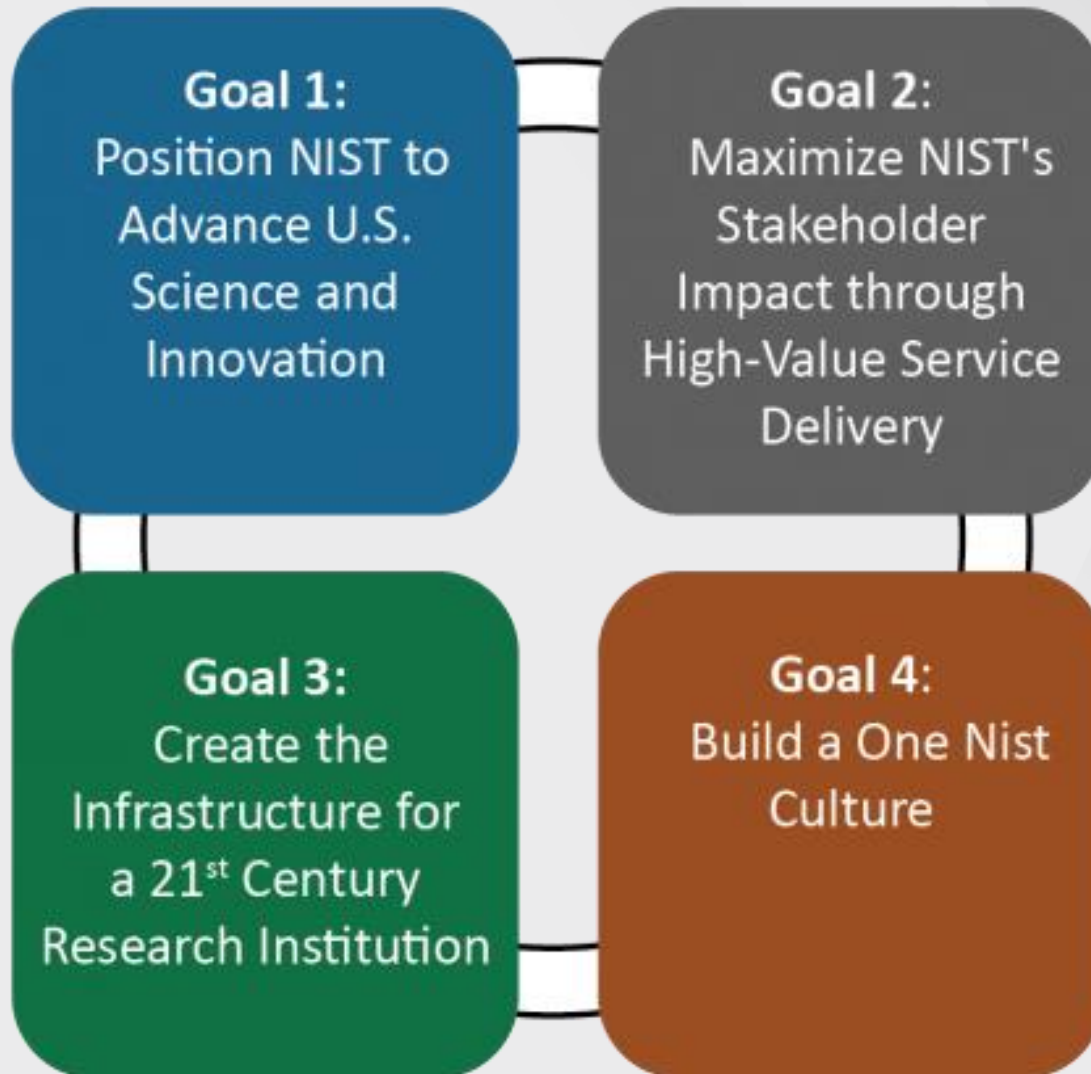 Goal 1:
Position NIST to
Advance U.S.
Science and
Innovation
Goal 2:
Maximize NIST's
Stakeholder
Impact through
High-Value Service
Delivery
Goal 3:
Create the
Infrastructure for
a 21st Century
Research Institution
Goal 4:
Build a One Nist
Culture